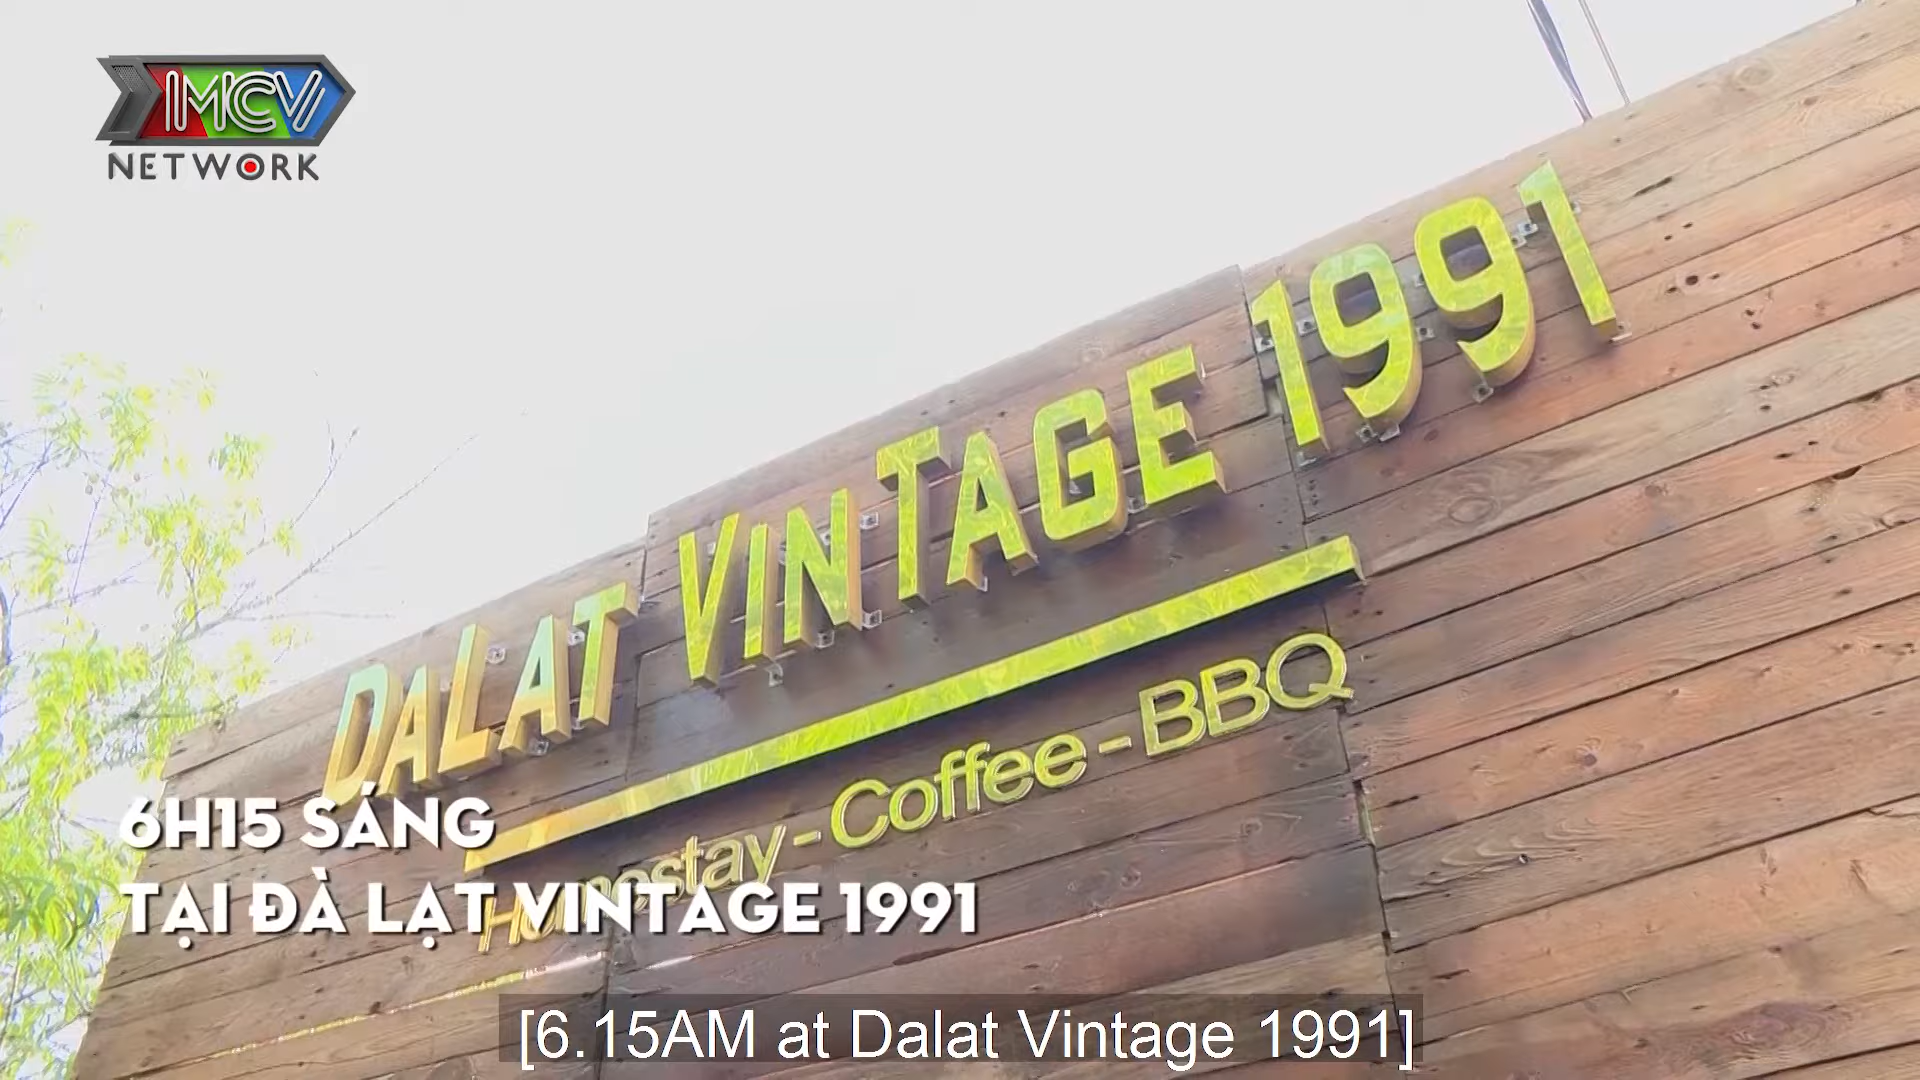 MCV
NETWORK
DALAT VINTAGE 1991
Homestay - Coffee - BBQ
6H15 SÁNG
TẠI ĐÀ LẠT VINTAGE 1991
[6.15AM at Dalat Vintage 1991]